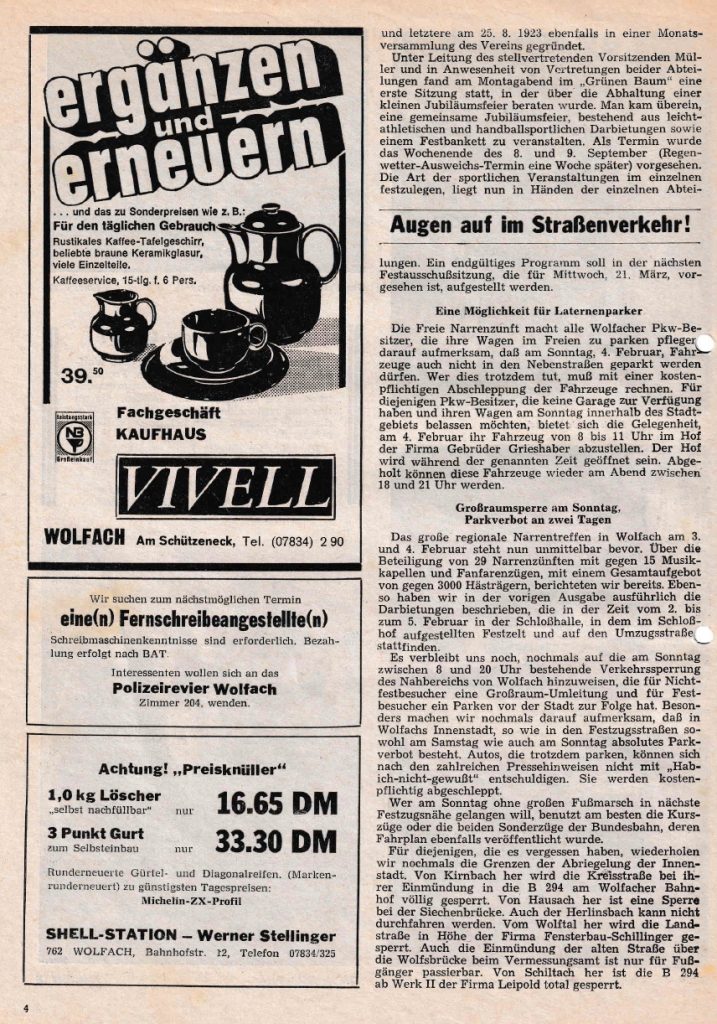 ergänzen
und
erneuern
... und das zu Sonderpreisen wie z. B.:
Für den täglichen Gebrauch
Rustikales Kaffee-Tafelgeschirr,
beliebte braune Keramikglasur,
viele Einzelteile.
Kaffeeservice, 15-tlg. f. 6 Pers.
39.50
leistungsstark
NB
Großeinkauf
Fachgeschäft
KAUFHAUS
VIVELL
WOLFACH Am Schützeneck, Tel. (07834) 2 90
Wir suchen zum nächstmöglichen Termin
eine(n) Fernschreibeangestellte(n)
Schreibmaschinenkenntnisse sind erforderlich. Bezah-
lung erfolgt nach BAT.
Interessenten wollen sich an das
Polizeirevier Wolfach
Zimmer 204, wenden.
Achtung! „Preisknüller“
1,0 kg Löscher
„selbst nachfüllbar“ nur 16.65 DM
3 Punkt Gurt
zum Selbsteinbau nur 33.30 DM
Runderneuerte Gürtel- und Diagonalreifen. (Marken-
runderneuert) zu günstigsten Tagespreisen:
Michelin-ZX-Profil
SHELL-STATION – Werner Stellinger
762 WOLFACH, Bahnhofstr. 12, Telefon 07834/325
4
und letztere am 25. 8. 1923 ebenfalls in einer Monats-
versammlung des Vereins gegründet.
Unter Leitung des stellvertretenden Vorsitzenden Mül-
ler und in Anwesenheit von Vertretungen beider Abtei-
lungen fand am Montagabend im „Grünen Baum“ eine
erste Sitzung statt, in der über die Abhaltung einer
kleinen Jubiläumsfeier beraten wurde. Man kam überein,
eine gemeinsame Jubiläumsfeier, bestehend aus leicht-
athletischen und handballsportlichen Darbietungen sowie
einem Festbankett zu veranstalten. Als Termin wurde
das Wochenende des 8. und 9. September (Regen-
wetter-Ausweichs-Termin eine Woche später) vorgesehen.
Die Art der sportlichen Veranstaltungen im einzelnen
festzulegen, liegt nun in Händen der einzelnen Abtei-
Augen auf im Straßenverkehr!
lungen. Ein endgültiges Programm soll in der nächsten
Festausschußsitzung, die für Mittwoch, 21. März, vor-
gesehen ist, aufgestellt werden.
Eine Möglichkeit für Laternenparker
Die Freie Narrenzunft macht alle Wolfacher Pkw-Be-
sitzer, die ihre Wagen im Freien zu parken pflegen
darauf aufmerksam, daß am Sonntag, 4. Februar, Fahr-
zeuge auch nicht in den Nebenstraßen geparkt werden
dürfen. Wer dies trotzdem tut, muß mit einer kosten-
pflichtigen Abschleppung der Fahrzeuge rechnen. Für
diejenigen Pkw-Besitzer, die keine Garage zur Verfügung
haben und ihren Wagen am Sonntag innerhalb des Stadt-
gebiets belassen möchten, bietet sich die Gelegenheit,
am 4. Februar ihr Fahrzeug von 8 bis 11 Uhr im Hof
der Firma Gebrüder Grieshaber abzustellen. Der Hof
wird während der genannten Zeit geöffnet sein. Abge-
holt können diese Fahrzeuge wieder am Abend zwischen
18 und 21 Uhr werden.
Großraumsperre am Sonntag,
Parkverbot an zwei Tagen
Das große regionale Narrentreffen in Wolfach am 3.
und 4. Februar steht nun unmittelbar bevor. Über die
Beteiligung von 29 Narrenzünften mit gegen 15 Musik-
kapellen und Fanfarenzügen, mit einem Gesamtaufgebot
von gegen 3000 Hästrägern, berichteten wir bereits. Eben-
so haben wir in der vorigen Ausgabe ausführlich die
Darbietungen beschrieben, die in der Zeit vom 2. bis
zum 5. Februar in der Schloßhalle, in dem im Schloß-
hof aufgestellten Festzelt und auf den Umzugsstraßen
stattfinden.
Es verbleibt uns noch, nochmals auf die am Sonntag
zwischen 8 und 20 Uhr bestehende Verkehrssperrung
des Nahbereichs von Wolfach hinzuweisen, die für Nicht-
festbesucher eine Großraum-Umleitung und für Fest-
besucher ein Parken vor der Stadt zur Folge hat. Beson-
ders machen wir nochmals darauf aufmerksam, daß in
Wolfachs Innenstadt, so wie in den Festzugsstraßen so-
wohl am Samstag wie auch am Sonntag absolutes Park-
verbot besteht. Autos, die trotzdem parken, können sich
nach den zahlreichen Pressehinweisen nicht mit „Hab-
ich-nicht-gewußt“ entschuldigen. Sie werden kosten-
pflichtig abgeschleppt.
Wer am Sonntag ohne großen Fußmarsch in nächste
Festzugsnähe gelangen will, benutzt am besten die Kurs-
züge oder die beiden Sonderzüge der Bundesbahn, deren
Fahrplan ebenfalls veröffentlicht wurde.
Für diejenigen, die es vergessen haben, wiederholen
wir nochmals die Grenzen der Abriegelung der Innen-
stadt. Von Kirnbach her wird die Kreisstraße bei ih-
rer Einmündung in die B 294 am Wolfacher Bahn-
hof völlig gesperrt. Von Hausach her ist eine Sperre
bei der Siechenbrücke. Auch der Herlinsbach kann nicht
durchfahren werden. Vom Wolftal her wird die Land-
straße in Höhe der Firma Fensterbau-Schillinger ge-
sperrt. Auch die Einmündung der alten Straße über
die Wolfsbrücke beim Vermessungsamt ist nur für Fuß-
gänger passierbar. Von Schiltach her ist die B 294
ab Werk II der Firma Leipold total gesperrt.